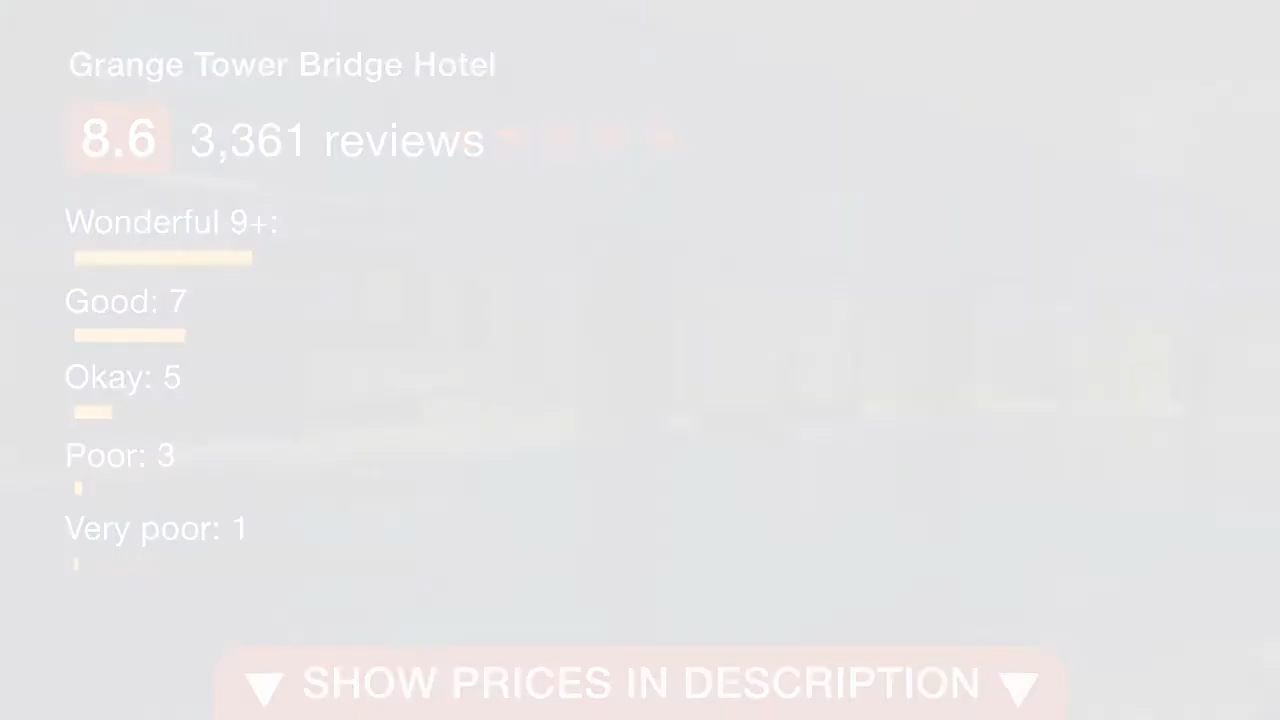 Grange Tower Bridge Hotel
8.6 3,361 reviews
Wonderful 9+:
Good: 7
Okay: 5
Poor: 3
Very poor: 1
▼ SHOW PRICES IN DESCRIPTION ▼